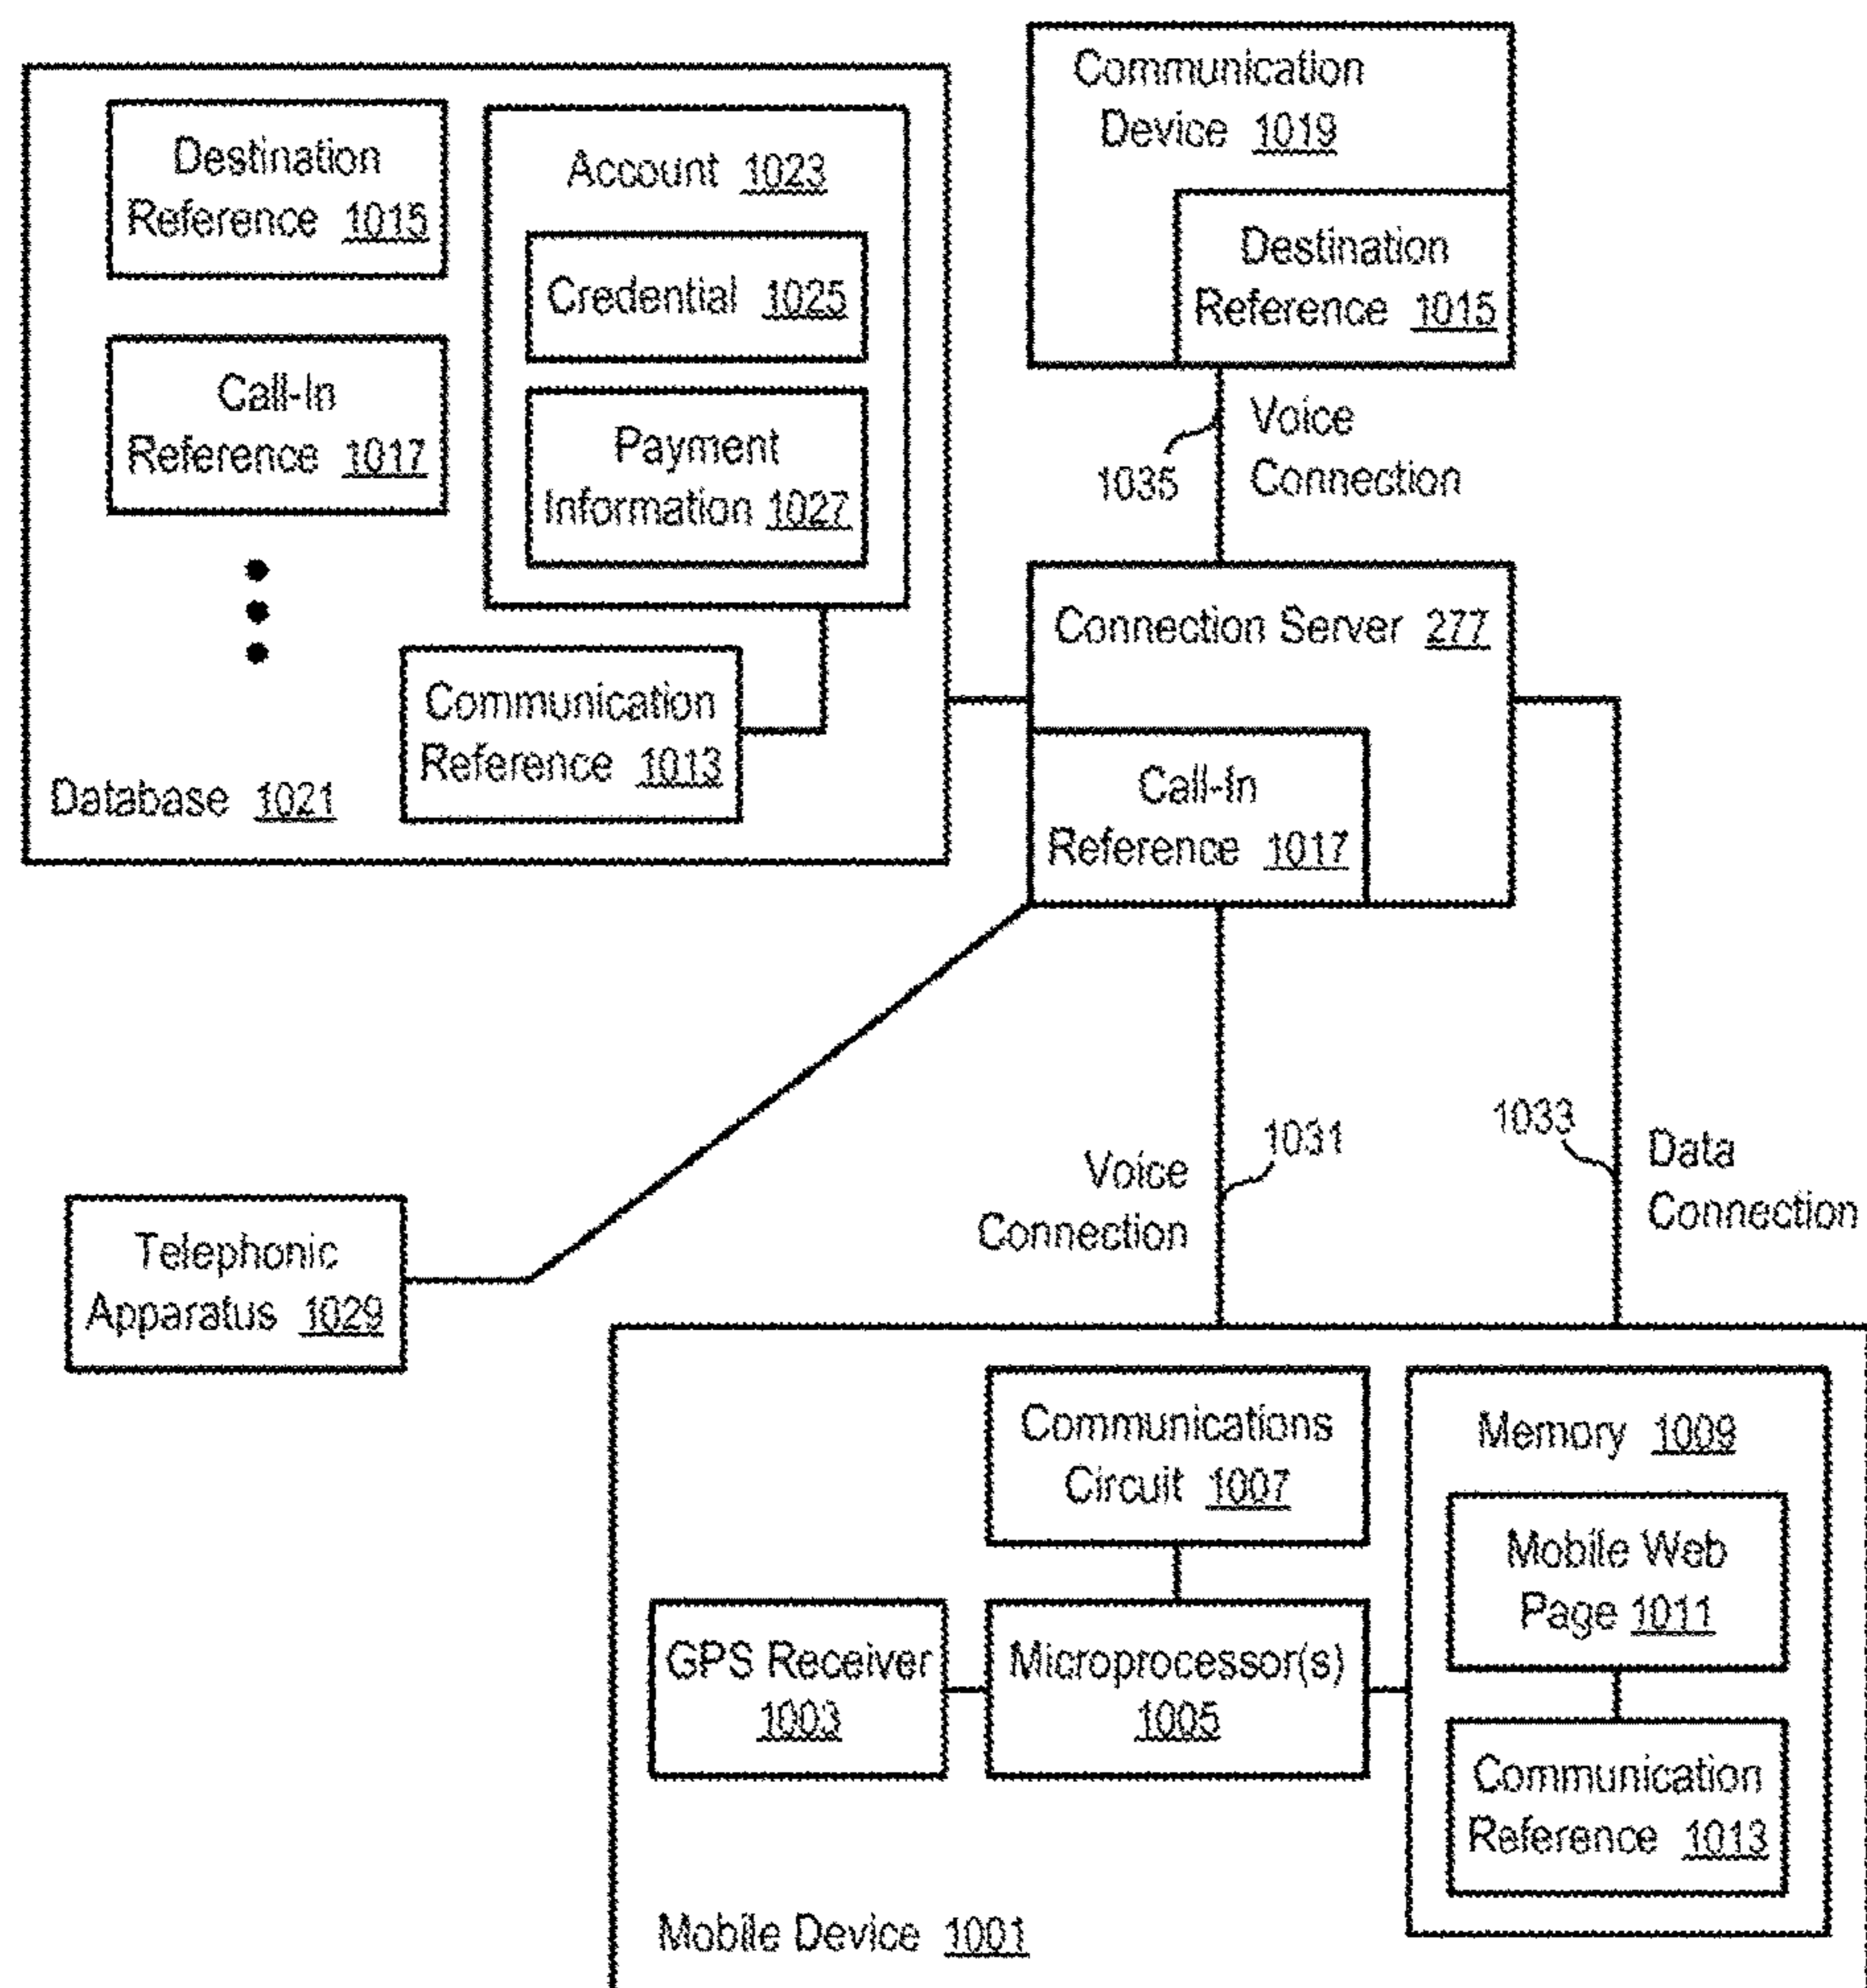 Destination
Reference 1015
Call-In
Reference 1017
Account 1023
Credential 1025
Payment
Information 1027
Communication
Reference 1013
Database 1021
Communication
Device 1019
Destination
Reference 1015
1035
Voice
Connection
Connection Server 277
Call-In
Reference 1017
Telephonic
Apparatus 1029
Voice
Connection
1031
1033
Data
Connection
Communications
Circuit 1007
GPS Receiver
1003
Microprocessor(s)
1005
Memory 1009
Mobile Web
Page 1011
Communication
Reference 1013
Mobile Device 1001